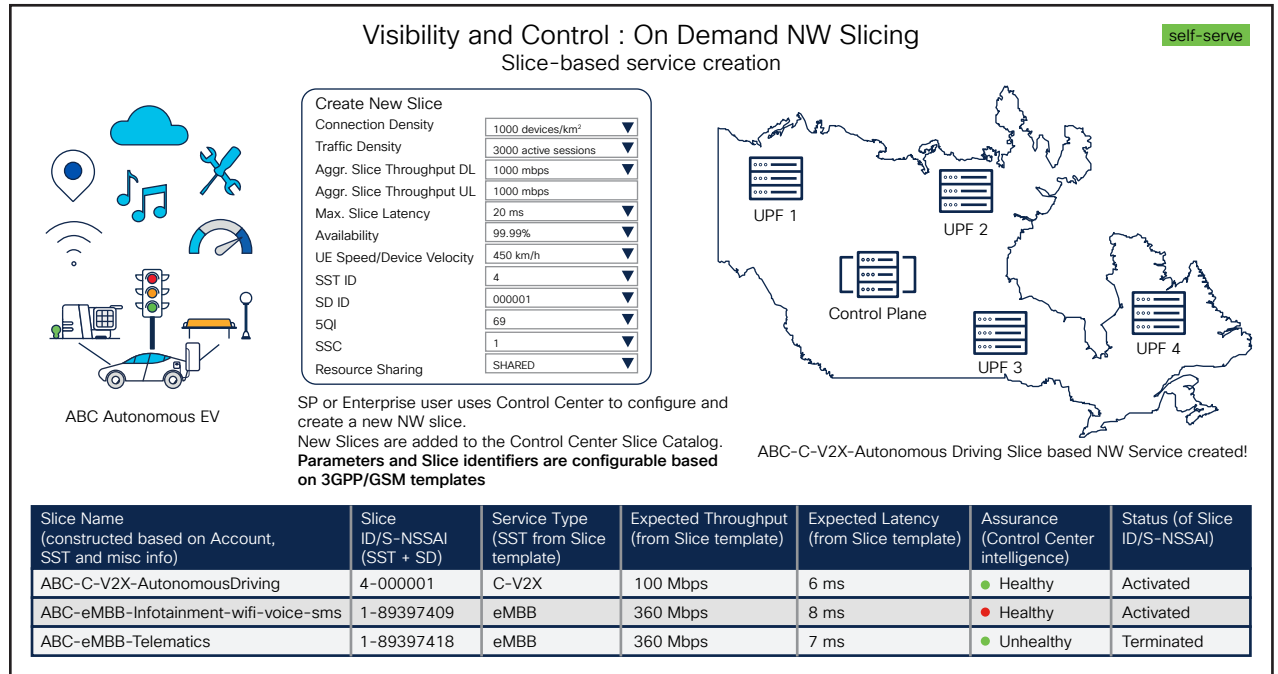 Visibility and Control : On Demand NW Slicing
Slice-based service creation
self-serve
ABC Autonomous EV
Create New Slice
Connection Density 1000 devices/km²
Traffic Density 3000 active sessions
Aggr. Slice Throughput DL 1000 mbps
Aggr. Slice Throughput UL 1000 mbps
Max. Slice Latency 20 ms
Availability 99.99%
UE Speed/Device Velocity 450 km/h
SST ID 4
SD ID 000001
5QI 69
SSC 1
Resource Sharing SHARED
SP or Enterprise user uses Control Center to configure and
create a new NW slice.
New Slices are added to the Control Center Slice Catalog.
Parameters and Slice identifiers are configurable based
on 3GPP/GSM templates
UPF 1
UPF 2
Control Plane
UPF 3
UPF 4
ABC-C-V2X-Autonomous Driving Slice based NW Service created!
Slice Name
(constructed based on Account,
SST and misc info)
Slice
ID/S-NSSAI
(SST + SD)
Service Type
(SST from Slice
template)
Expected Throughput
(from Slice template)
Expected Latency
(from Slice template)
Assurance
(Control Center
intelligence)
Status (of Slice
ID/S-NSSAI)
ABC-C-V2X-AutonomousDriving 4-000001 C-V2X 100 Mbps 6 ms Healthy Activated
ABC-eMBB-Infotainment-wifi-voice-sms 1-89397409 eMBB 360 Mbps 8 ms Healthy Activated
ABC-eMBB-Telematics 1-89397418 eMBB 360 Mbps 7 ms Unhealthy Terminated